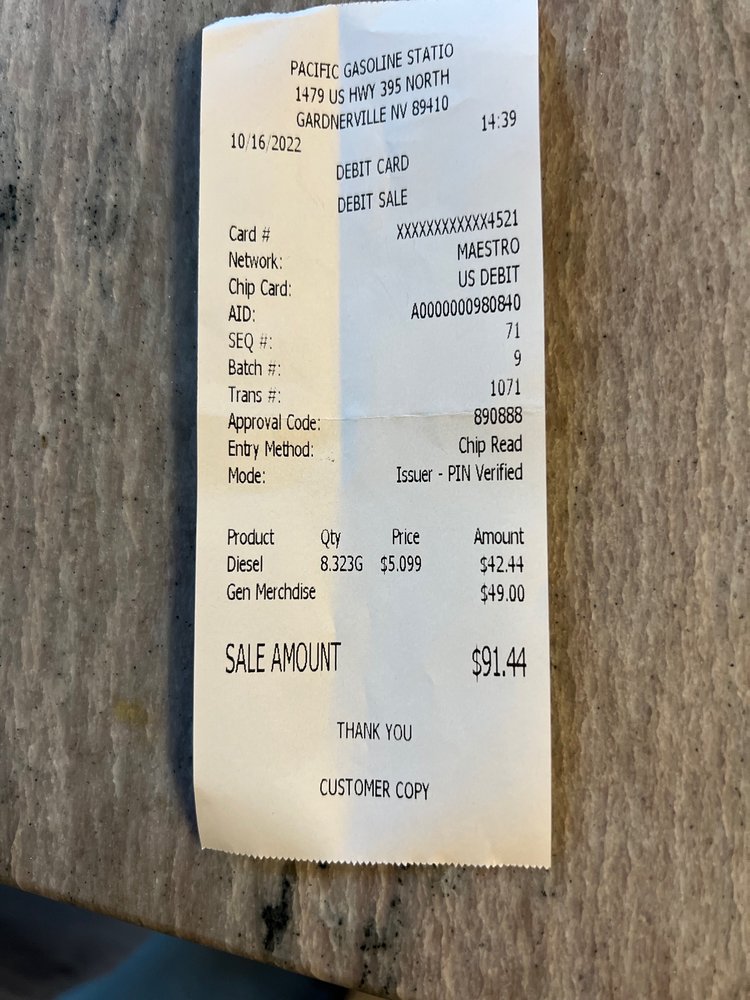 PACIFIC GASOLINE STATIO
1479 US HWY 395 NORTH
GARDNERVILLE NV 89410
10/16/2022 14:39
DEBIT CARD
DEBIT SALE
Card # XXXXXXXXXXXX4521
Network: MAESTRO
Chip Card: US DEBIT
AID: A0000000980840
SEQ #: 71
Batch #: 9
Trans #: 1071
Approval Code: 890888
Entry Method: Chip Read
Mode: Issuer - PIN Verified
Product Qty Price Amount
Diesel 8.323G $5.099 $42.44
Gen Merchdise $49.00
SALE AMOUNT $91.44
THANK YOU
CUSTOMER COPY